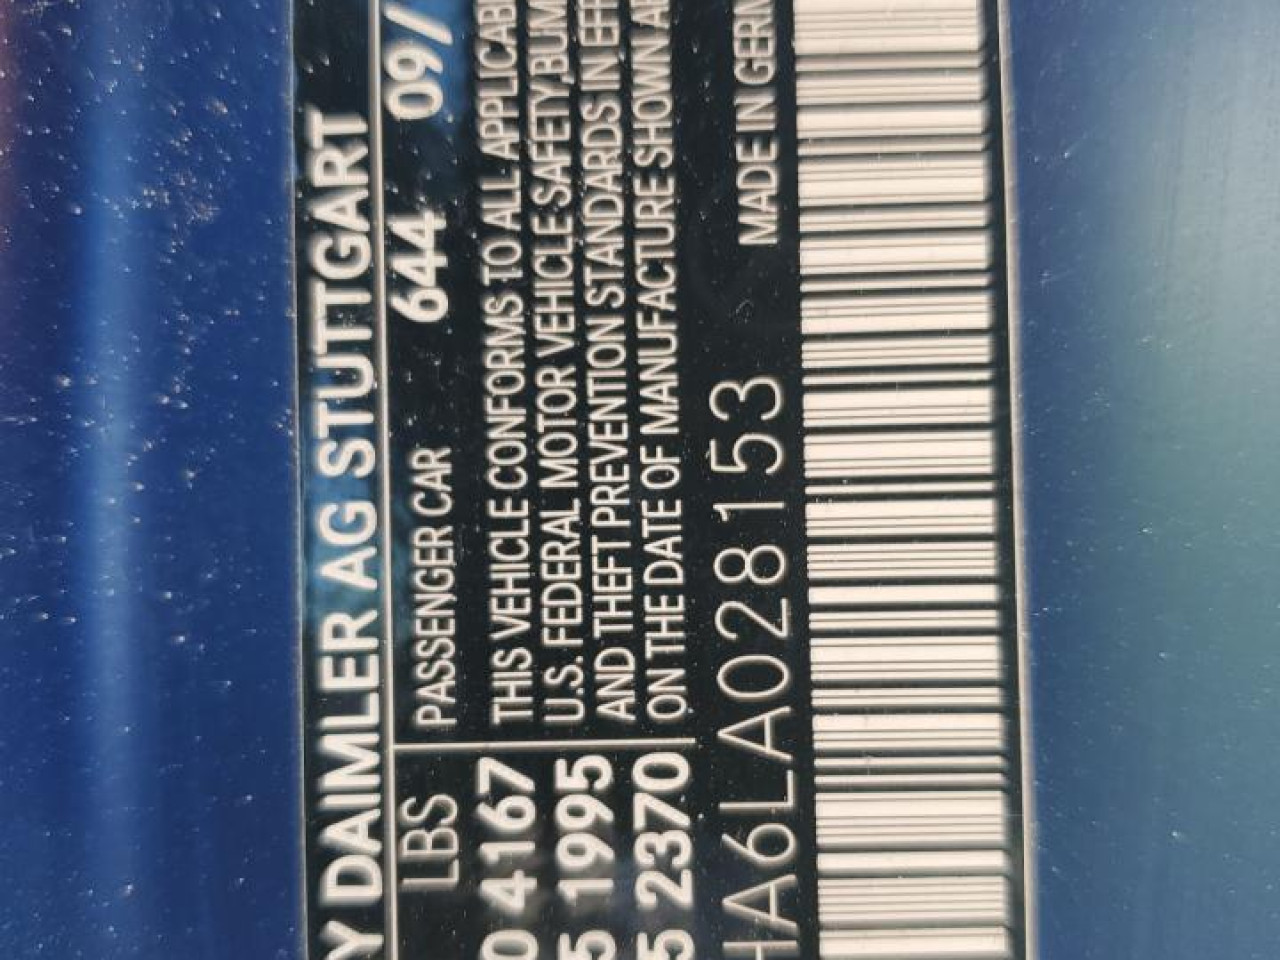 Y DAIMLER AG STUTTGART
LBS PASSENGER CAR 644 09/
0 4167 THIS VEHICLE CONFORMS TO ALL APPLICAB
5 1995 U.S. FEDERAL MOTOR VEHICLE SAFETY,BUM
5 2370 AND THEFT PREVENTION STANDARDS IN EFF
ON THE DATE OF MANUFACTURE SHOWN A
HA6LA028153 MADE IN GERM